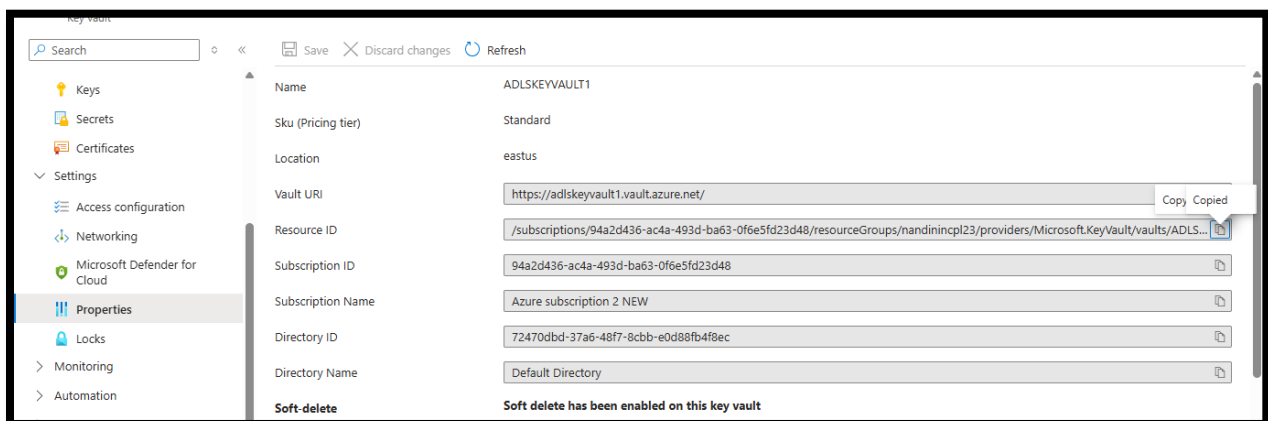 Key vault
Search
Save Discard changes Refresh
Keys
Secrets
Certificates
Settings
Access configuration
Networking
Microsoft Defender for
Cloud
Properties
Locks
Monitoring
Automation
Name ADLSKEYVAULT1
Sku (Pricing tier) Standard
Location eastus
Vault URI https://adlskeyvault1.vault.azure.net/
Copy Copied
Resource ID /subscriptions/94a2d436-ac4a-493d-ba63-0f6e5fd23d48/resourceGroups/nandinincpl23/providers/Microsoft.KeyVault/vaults/ADLS...
Subscription ID 94a2d436-ac4a-493d-ba63-0f6e5fd23d48
Subscription Name Azure subscription 2 NEW
Directory ID 72470dbd-37a6-48f7-8cbb-e0d88fb4f8ec
Directory Name Default Directory
Soft-delete Soft delete has been enabled on this key vault